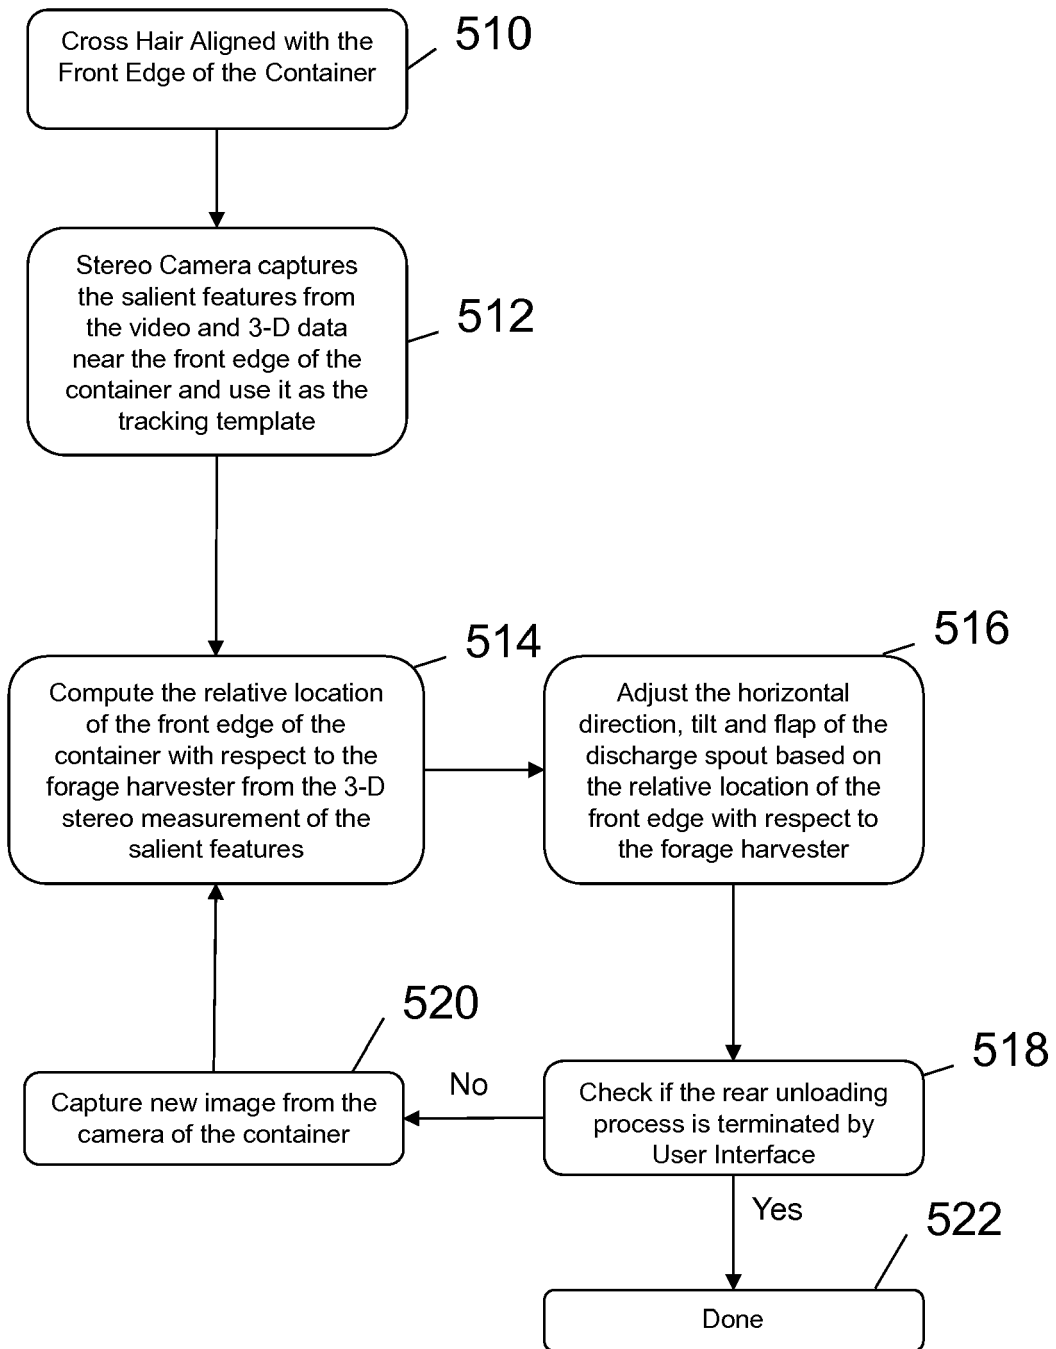 Cross Hair Aligned with the
Front Edge of the Container
510
Stereo Camera captures
the salient features from
the video and 3-D data
near the front edge of the
container and use it as the
tracking template
512
Compute the relative location
of the front edge of the
container with respect to the
forage harvester from the 3-D
stereo measurement of the
salient features
514
Adjust the horizontal
direction, tilt and flap of the
discharge spout based on
the relative location of the
front edge with respect to
the forage harvester
516
Check if the rear unloading
process is terminated by
User Interface
518
No
Capture new image from the
camera of the container
520
Yes
Done
522